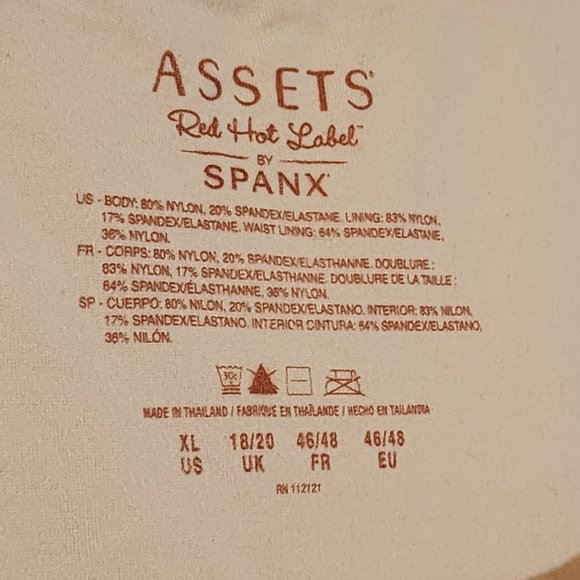 ASSETS®
Red Hot Label™
BY
SPANX®
US - BODY: 80% NYLON, 20% SPANDEX/ELASTANE. LINING: 83% NYLON,
17% SPANDEX/ELASTANE. WAIST LINING: 64% SPANDEX/ELASTANE,
36% NYLON.
FR - CORPS: 80% NYLON, 20% SPANDEX/ELASTHANNE. DOUBLURE :
83% NYLON, 17% SPANDEX/ELASTHANNE. DOUBLURE DE LA TAILLE :
64% SPANDEX/ÉLASTHANNE, 36% NYLON.
SP - CUERPO: 80% NILON, 20% SPANDEX/ELASTANO. INTERIOR: 83% NILON,
17% SPANDEX/ELASTANO. INTERIOR CINTURA: 64% SPANDEX/ELASTANO,
36% NILÓN.
30c
MADE IN THAILAND / FABRIQUE EN THAÏLANDE / HECHO EN TAILANDIA
XL 18/20 46/48 46/48
US UK FR EU
RN 112121